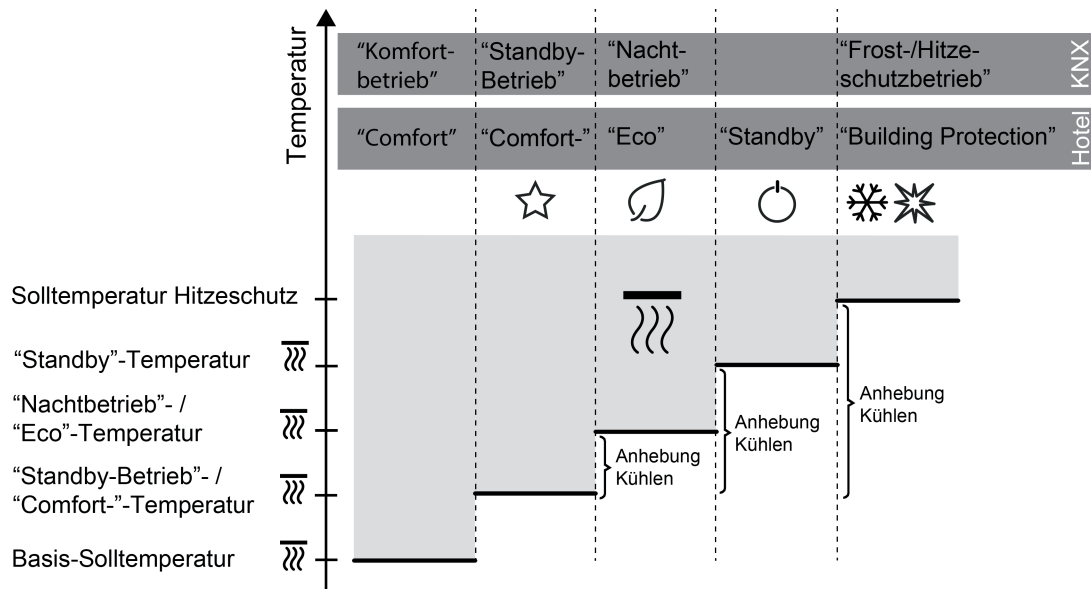 Temperatur
“Komfort-
betrieb”
“Standby-
Betrieb”
“Nacht-
betrieb”
“Frost-/Hitze-
schutzbetrieb”
KNX
“Comfort”
“Comfort-”
“Eco”
“Standby”
“Building Protection”
Hotel
Solltemperatur Hitzeschutz
“Standby”-Temperatur
“Nachtbetrieb”- /
“Eco”-Temperatur
“Standby-Betrieb”- /
“Comfort-”-Temperatur
Basis-Solltemperatur
Anhebung
Kühlen
Anhebung
Kühlen
Anhebung
Kühlen